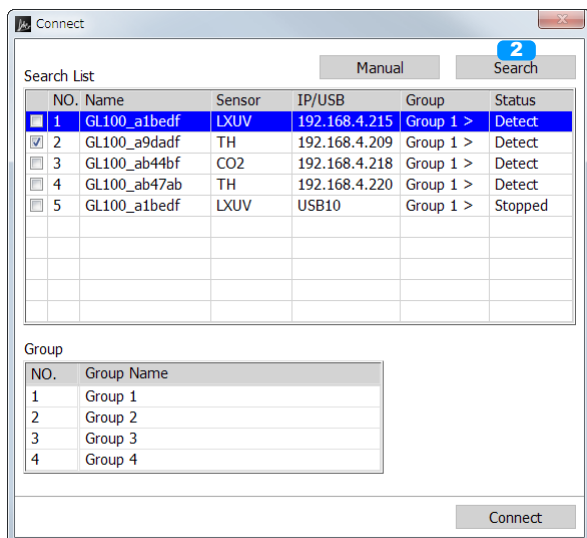 Connect
2
Manual Search
Search List
NO. Name Sensor IP/USB Group Status
1 GL100_a1bedf LXUV 192.168.4.215 Group 1 > Detect
2 GL100_a9dadf TH 192.168.4.209 Group 1 > Detect
3 GL100_ab44bf CO2 192.168.4.218 Group 1 > Detect
4 GL100_ab47ab TH 192.168.4.220 Group 1 > Detect
5 GL100_a1bedf LXUV USB10 Group 1 > Stopped
Group
NO. Group Name
1 Group 1
2 Group 2
3 Group 3
4 Group 4
Connect